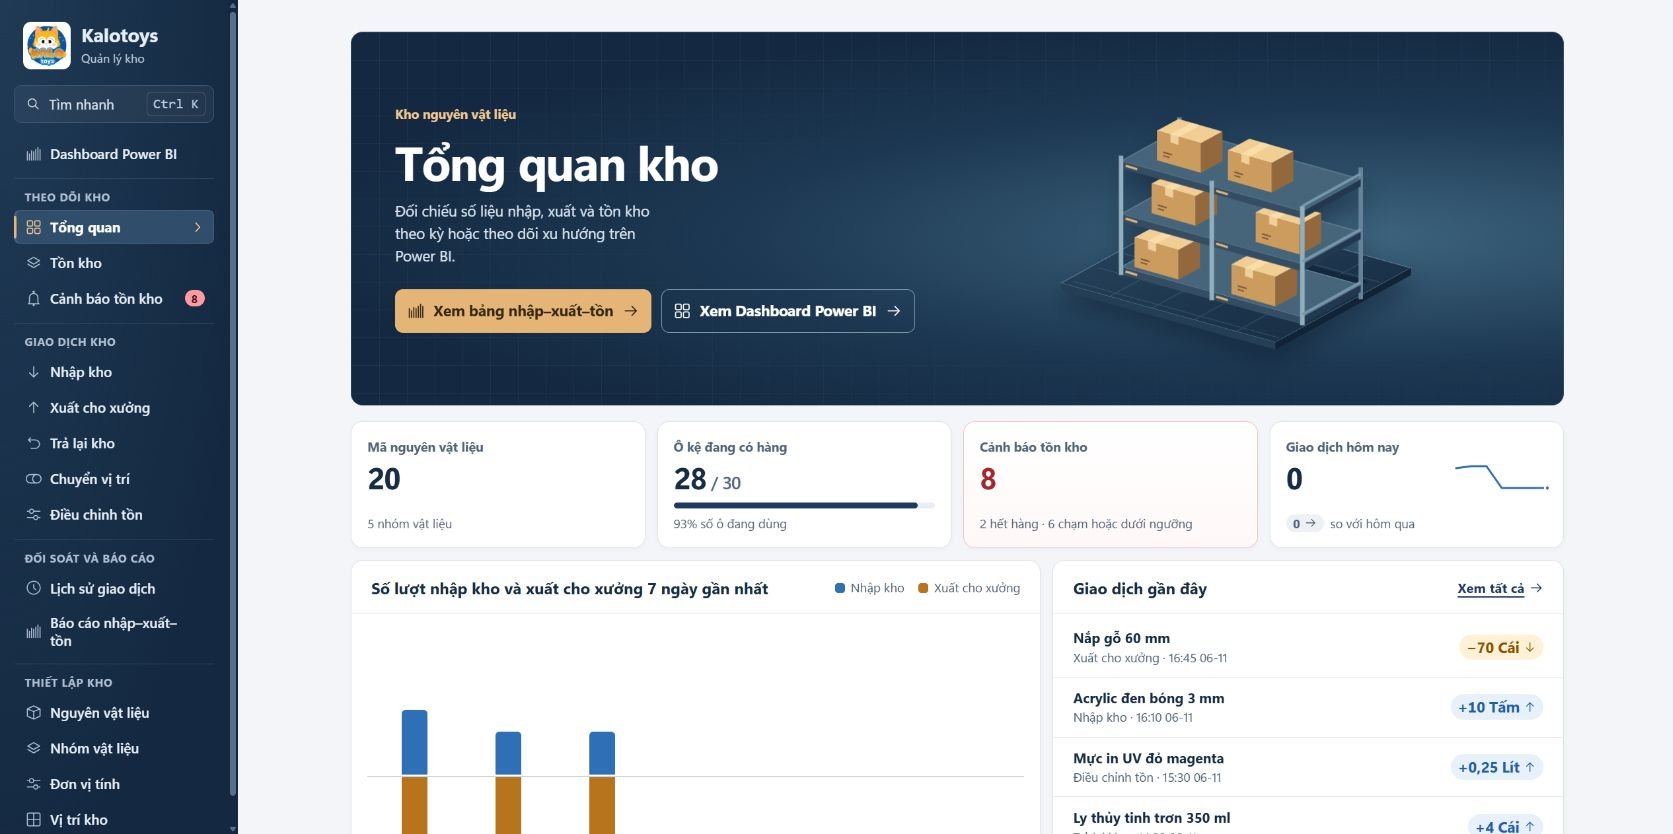 Kalotoys
Quản lý kho
Tìm nhanh Ctrl K
Dashboard Power BI
THEO DÕI KHO
Tổng quan
Tồn kho
Cảnh báo tồn kho 8
GIAO DỊCH KHO
Nhập kho
Xuất cho xưởng
Trả lại kho
Chuyển vị trí
Điều chỉnh tồn
ĐỐI SOÁT VÀ BÁO CÁO
Lịch sử giao dịch
Báo cáo nhập–xuất–
tồn
THIẾT LẬP KHO
Nguyên vật liệu
Nhóm vật liệu
Đơn vị tính
Vị trí kho
Kho nguyên vật liệu
Tổng quan kho
Đối chiếu số liệu nhập, xuất và tồn kho
theo kỳ hoặc theo dõi xu hướng trên
Power BI.
Xem bảng nhập–xuất–tồn →
Xem Dashboard Power BI →
Mã nguyên vật liệu
20
5 nhóm vật liệu
Ô kệ đang có hàng
28 / 30
93% số ô đang dùng
Cảnh báo tồn kho
8
2 hết hàng · 6 chạm hoặc dưới ngưỡng
Giao dịch hôm nay
0
0 → so với hôm qua
Số lượt nhập kho và xuất cho xưởng 7 ngày gần nhất
Nhập kho
Xuất cho xưởng
Giao dịch gần đây
Xem tất cả →
Nắp gỗ 60 mm
Xuất cho xưởng · 16:45 06-11
−70 Cái ↓
Acrylic đen bóng 3 mm
Nhập kho · 16:10 06-11
+10 Tấm ↑
Mực in UV đỏ magenta
Điều chỉnh tồn · 15:30 06-11
+0,25 Lít ↑
Ly thủy tinh trơn 350 ml
+4 Cái ↑